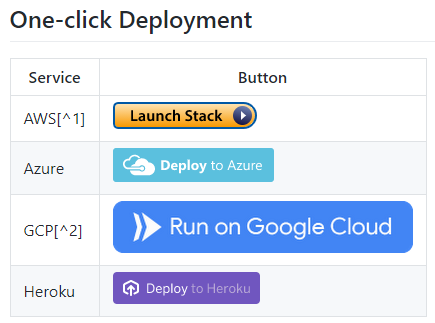 One-click Deployment
Service Button
AWS[^1] Launch Stack
Azure Deploy to Azure
GCP[^2] Run on Google Cloud
Heroku Deploy to Heroku